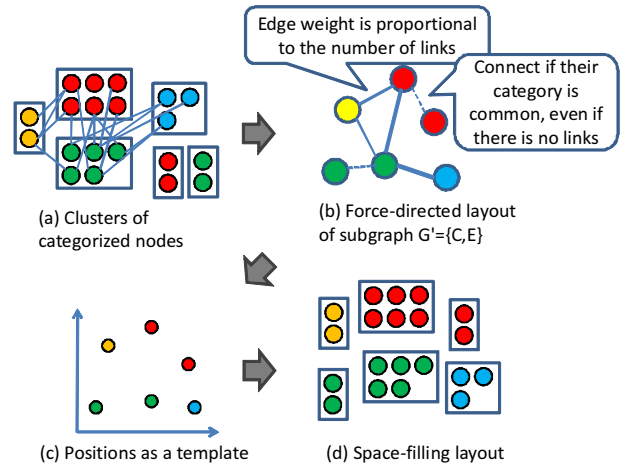 Edge weight is proportional
to the number of links
Connect if their
category is
common, even if
there is no links
(a) Clusters of
categorized nodes
(b) Force-directed layout
of subgraph G'={C,E}
(c) Positions as a template
(d) Space-filling layout